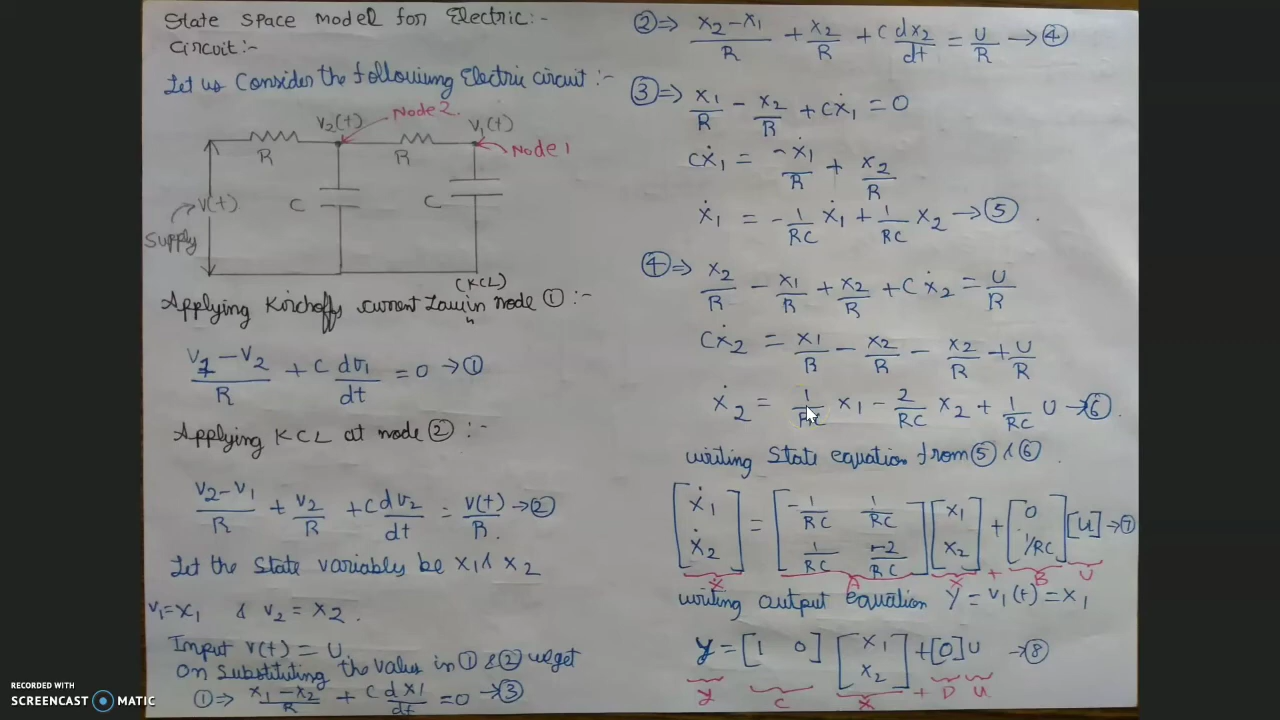 State Space Model for Electric:-
Circuit:-
Let us Consider the following Electric circuit :-
V2(t)
Node 2.
V1(t)
Node 1
R
R
V(t)
C
C
Supply
(KCL)
Applying Kirchoffs current Law in node ① :-
(V1 - V2)/R + C dv1/dt = 0 → ①
Applying KCL at node ② :-
(V2 - V1)/R + V2/R + C dv2/dt = V(t)/R. → ②
Let the State variables be x1 & x2
V1 = x1 & V2 = x2.
Input V(t) = U
On substituting the Value in ① & ② we get
① ⇒ (x1 - x2)/R + C dx1/dt = 0 → ③
② ⇒ (x2 - x1)/R + x2/R + C dx2/dt = U/R → ④
③ ⇒ x1/R - x2/R + Cẋ1 = 0
Cẋ1 = -ẋ1/R + x2/R
ẋ1 = -1/RC ẋ1 + 1/RC x2 → ⑤ .
④ ⇒ x2/R - x1/R + x2/R + Cẋ2 = U/R
Cẋ2 = x1/R - x2/R - x2/R + U/R
ẋ2 = 1/RC x1 - 2/RC x2 + 1/RC U → ⑥.
writing State equation from ⑤ & ⑥.
[ẋ1 ẋ2] = [-1/RC 1/RC 1/RC -2/RC] [x1 x2] + [0 1/RC] [U] → ⑦
Ẋ A X + B U
writing output equation y = V1(t) = x1
y = [1 0] [x1 x2] + [0]U → ⑧
y C X + D U
RECORDED WITH
SCREENCAST MATIC